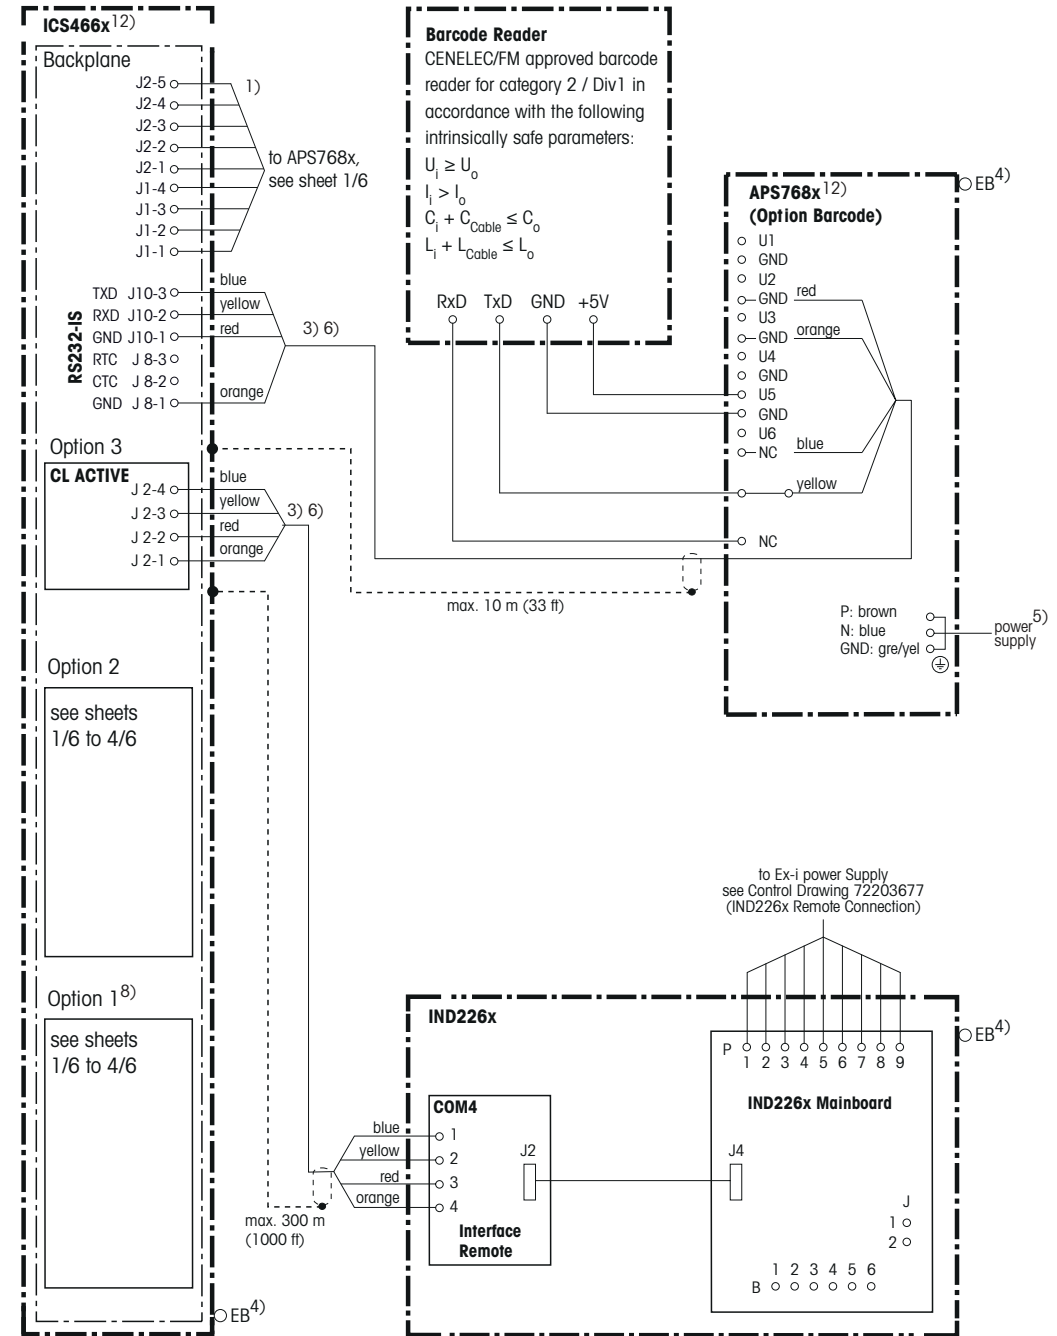 ICS466x12)
Backplane
J2-5
J2-4
J2-3
J2-2
J2-1
J1-4
J1-3
J1-2
J1-1
1)
to APS768x,
see sheet 1/6
RS232-IS
TXD J10-3 blue
RXD J10-2 yellow
GND J10-1 red
RTC J 8-3
CTC J 8-2
GND J 8-1 orange
3) 6)
Option 3
CL ACTIVE
J 2-4 blue
J 2-3 yellow
J 2-2 red
J 2-1 orange
3) 6)
Option 2
see sheets
1/6 to 4/6
Option 18)
see sheets
1/6 to 4/6
EB4)
Barcode Reader
CENELEC/FM approved barcode
reader for category 2 / Div1 in
accordance with the following
intrinsically safe parameters:
Ui ≥ Uo
Ii > Io
Ci + CCable ≤ Co
Li + LCable ≤ Lo
RxD TxD GND +5V
APS768x12)
(Option Barcode)
EB4)
U1
GND
U2
GND red
U3
GND orange
U4
GND
U5
GND
U6
NC blue
yellow
NC
max. 10 m (33 ft)
P: brown
N: blue
GND: gre/yel
power5)
supply
to Ex-i power Supply
see Control Drawing 72203677
(IND226x Remote Connection)
IND226x
EB4)
P
1 2 3 4 5 6 7 8 9
IND226x Mainboard
COM4
blue 1
yellow 2
red 3
orange 4
J2
J4
Interface
Remote
max. 300 m
(1000 ft)
J
1
2
1 2 3 4 5 6
B